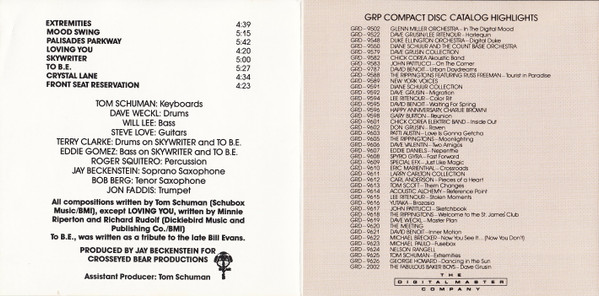 EXTREMITIES 4:39
MOOD SWING 5:15
PALISADES PARKWAY 5:42
LOVING YOU 4:20
SKYWRITER 5:00
TO B.E. 5:27
CRYSTAL LANE 4:34
FRONT SEAT RESERVATION 4:23
TOM SCHUMAN: Keyboards
DAVE WECKL: Drums
WILL LEE: Bass
STEVE LOVE: Guitars
TERRY CLARKE: Drums on SKYWRITER and TO B.E.
EDDIE GOMEZ: Bass on SKYWRITER and TO B.E.
ROGER SQUITERO: Percussion
JAY BECKENSTEIN: Soprano Saxophone
BOB BERG: Tenor Saxophone
JON FADDIS: Trumpet
All compositions written by Tom Schuman (Schubox
Music/BMI), except LOVING YOU, written by Minnie
Riperton and Richard Rudolf (Dicklebird Music and
Publishing Co./BMI)
To B.E., was written as a tribute to the late Bill Evans.
PRODUCED BY JAY BECKENSTEIN FOR
CROSSEYED BEAR PRODUCTIONS
Assistant Producer: Tom Schuman
GRP COMPACT DISC CATALOG HIGHLIGHTS
GRD - 9502 GLENN MILLER ORCHESTRA - In The Digital Mood
GRD - 9522 DAVE GRUSIN/LEE RITENOUR - Harlequin
GRD - 9548 DUKE ELLINGTON ORCHESTRA - Digital Duke
GRD - 9550 DIANE SCHUUR AND THE COUNT BASIE ORCHESTRA
GRD - 9579 DAVE GRUSIN COLLECTION
GRD - 9582 CHICK COREA Akoustic Band
GRD - 9583 JOHN PATITUCCI - On The Corner
GRD - 9587 DAVID BENOIT - Urban Daydreams
GRD - 9588 THE RIPPINGTONS FEATURING RUSS FREEMAN - Tourist in Paradise
GRD - 9589 NEW YORK VOICES
GRD - 9591 DIANE SCHUUR COLLECTION
GRD - 9592 DAVE GRUSIN - Migration
GRD - 9594 LEE RITENOUR - Color Rit
GRD - 9595 DAVID BENOIT - Waiting For Spring
GRD - 9596 HAPPY ANNIVERSARY, CHARLIE BROWN!
GRD - 9598 GARY BURTON - Reunion
GRD - 9601 CHICK COREA ELEKTRIC BAND - Inside Out
GRD - 9602 DON GRUSIN - Raven
GRD - 9603 PATTI AUSTIN - Love Is Gonna Getcha
GRD - 9605 THE RIPPINGTONS - Moonlighting
GRD - 9606 DAVE VALENTIN - Two Amigos
GRD - 9607 EDDIE DANIELS - Nepenthe
GRD - 9608 SPYRO GYRA - Fast Forward
GRD - 9609 SPECIAL EFX - Just Like Magic
GRD - 9610 ERIC MARIENTHAL - Crossroads
GRD - 9611 LARRY CARLTON COLLECTION
GRD - 9612 CARL ANDERSON - Pieces of a Heart
GRD - 9613 TOM SCOTT - Them Changes
GRD - 9614 ACOUSTIC ALCHEMY - Reference Point
GRD - 9615 LEE RITENOUR - Stolen Moments
GRD - 9616 YUTAKA - Brazasia
GRD - 9617 JOHN PATITUCCI - Sketchbook
GRD - 9618 THE RIPPINGTONS - Welcome to the St. James' Club
GRD - 9619 DAVE WECKL - Master Plan
GRD - 9620 THE MEETING
GRD - 9621 DAVID BENOIT - Inner Motion
GRD - 9622 MICHAEL BRECKER - Now You See It... (Now You Don't)
GRD - 9623 MICHAEL PAULO - Fusebox
GRD - NELSON RANGELL
GRD - 9625 TOM SCHUMAN - Extremities
GRD - 9626 GEORGE HOWARD - Dancing in the Sun
GRD - 2002 THE FABULOUS BAKER BOYS - Dave Grusin
THE
DIGITAL MASTER
COMPANY